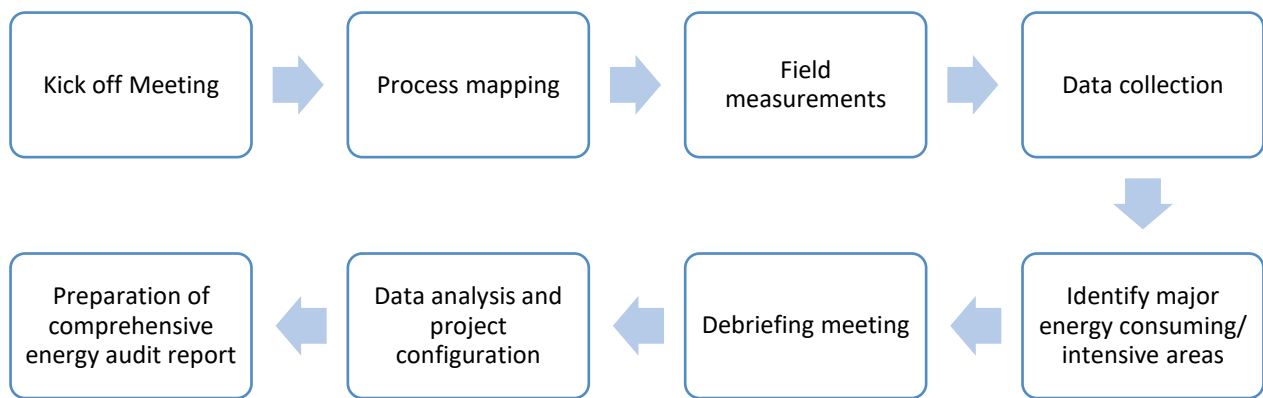 Kick off Meeting
Process mapping
Field
measurements
Data collection
Identify major
energy consuming/
intensive areas
Debriefing meeting
Data analysis and
project
configuration
Preparation of
comprehensive
energy audit report